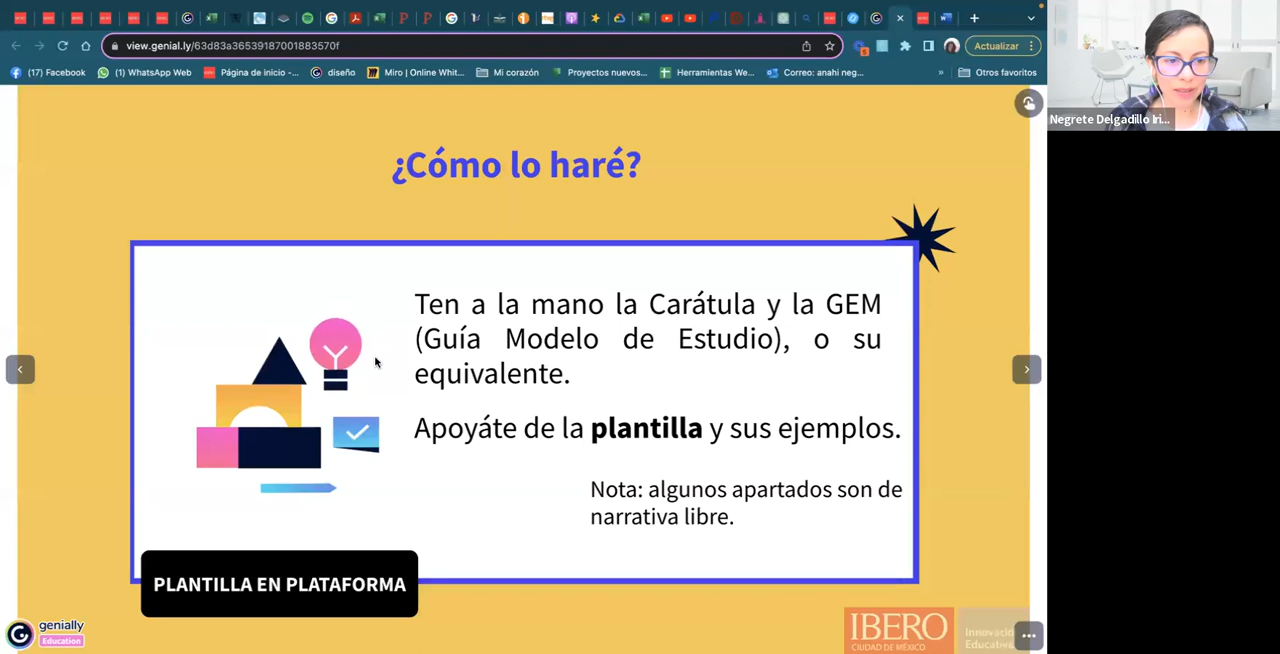 view.genial.ly/63d83a36539187001883570f
Actualizar
(17) Facebook
(1) WhatsApp Web
Página de inicio -...
diseño
Miro | Online Whit...
Mi corazón
Proyectos nuevos...
Herramientas We...
Correo: anahi neg...
»
Otros favoritos
Negrete Delgadillo Iri...
¿Cómo lo haré?
Ten a la mano la Carátula y la GEM
(Guía Modelo de Estudio), o su
equivalente.
Apoyáte de la plantilla y sus ejemplos.
Nota: algunos apartados son de
narrativa libre.
PLANTILLA EN PLATAFORMA
genially
Education
IBERO
CIUDAD DE MÉXICO
Innovació
Educativ